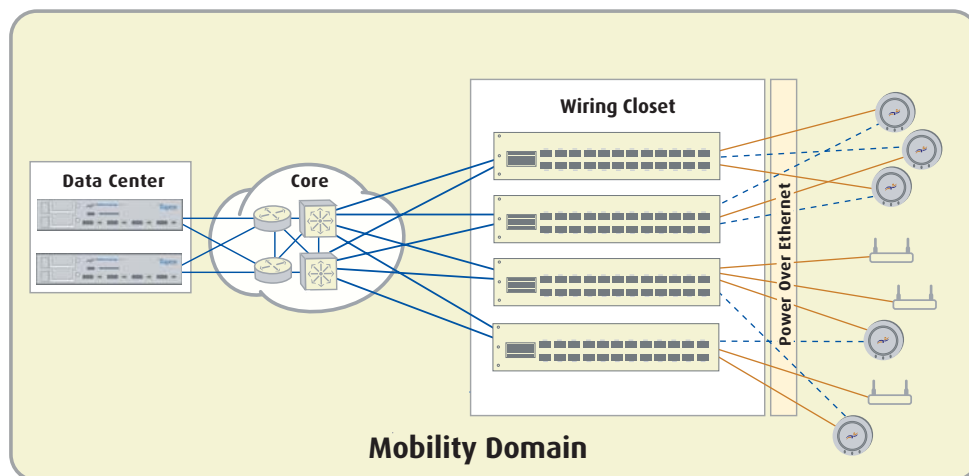 Wiring Closet
Data Center
Core
Power Over Ethernet
Mobility Domain